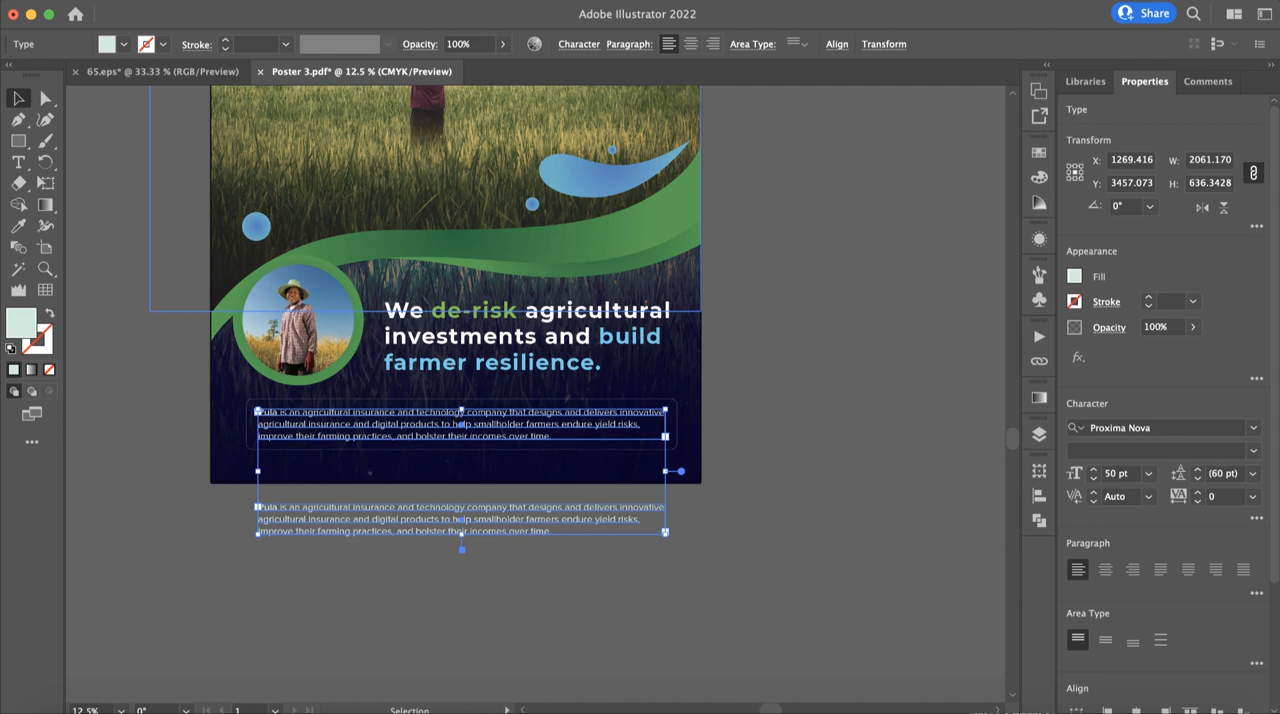 Adobe Illustrator 2022
Share
Type
Stroke:
Opacity:
100%
Character
Paragraph:
Area Type:
Align
Transform
65.eps* @ 33.33 % (RGB/Preview)
Poster 3.pdf* @ 12.5 % (CMYK/Preview)
Libraries
Properties
Comments
Type
Transform
X: 1269.416 W: 2061.170
Y: 3457.073 H: 636.3428
0°
Appearance
Fill
Stroke
Opacity 100%
fx.
Character
Proxima Nova
50 pt (60 pt)
Auto 0
Paragraph
Area Type
Align
We de-risk agricultural
investments and build
farmer resilience.
Pula is an agricultural insurance and technology company that designs and delivers innovative
agricultural insurance and digital products to help smallholder farmers endure yield risks,
improve their farming practices, and bolster their incomes over time.
Pula is an agricultural insurance and technology company that designs and delivers innovative
agricultural insurance and digital products to help smallholder farmers endure yield risks,
improve their farming practices, and bolster their incomes over time.
12.5% 0° 1 Selection